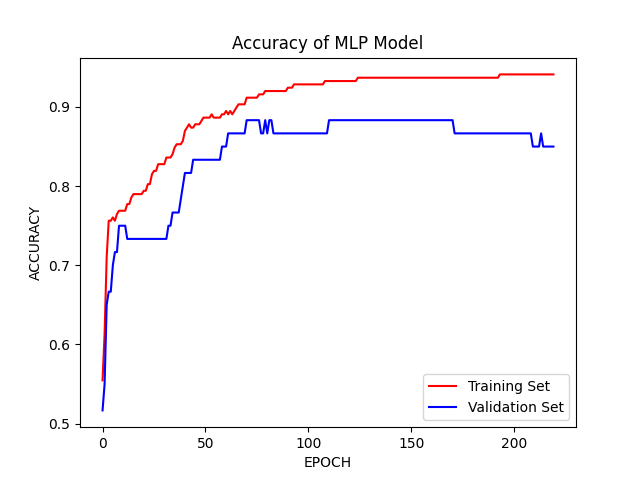 Accuracy of MLP Model
ACCURACY
0.9
0.8
0.7
0.6
0.5
0
50
100
150
200
EPOCH
Training Set
Validation Set